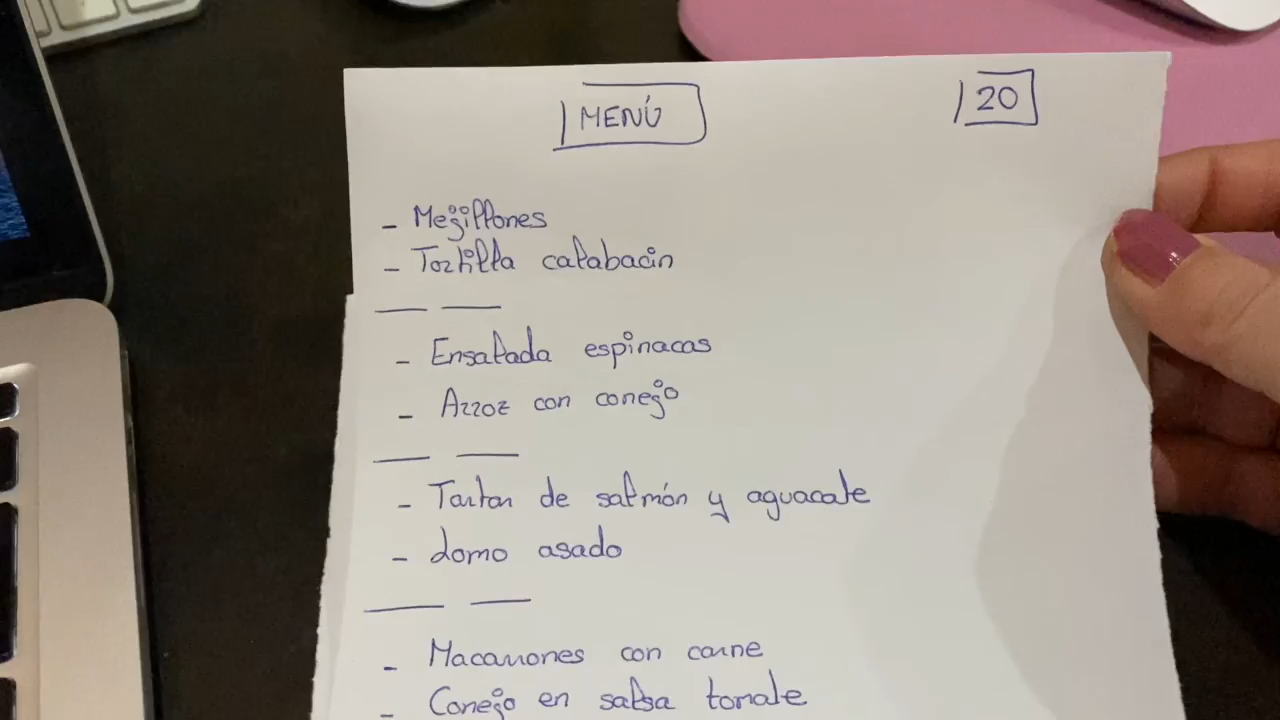 MENÚ
20
- Mejillones
- Tortilla calabacin
- Ensalada espinacas
- Arroz con conejo
- Tartar de salmón y aguacate
- Lomo asado
- Macarrones con carne
- Conejo en salsa tomate